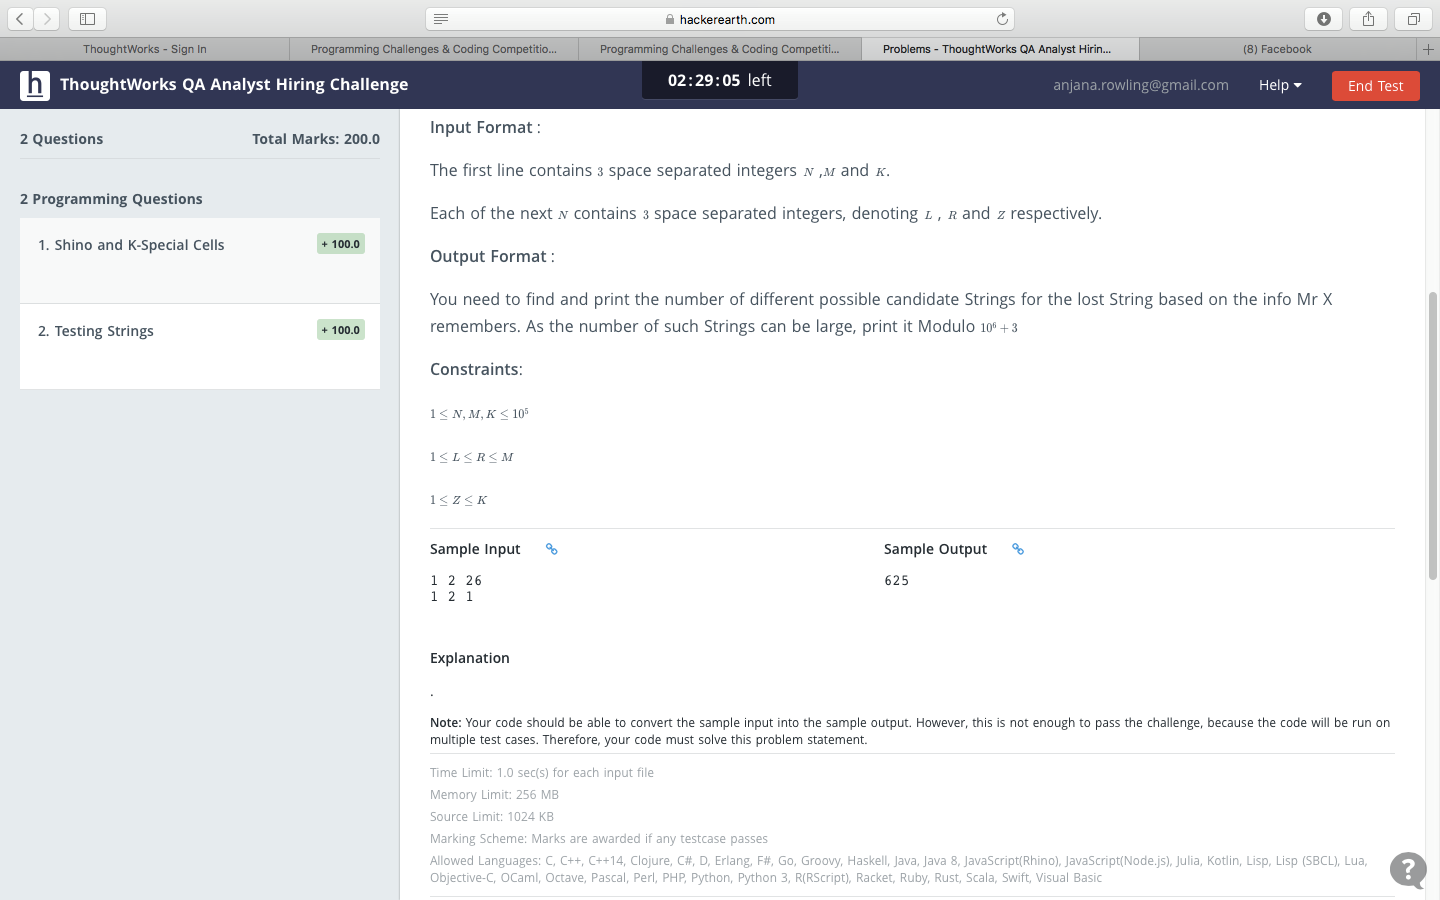 hackerearth.com
ThoughtWorks - Sign In
Programming Challenges & Coding Competitio...
Programming Challenges & Coding Competiti...
Problems - ThoughtWorks QA Analyst Hirin...
(8) Facebook
h ThoughtWorks QA Analyst Hiring Challenge
02:29:05 left
anjana.rowling@gmail.com
Help
End Test
2 Questions Total Marks: 200.0
2 Programming Questions
1. Shino and K-Special Cells + 100.0
2. Testing Strings + 100.0
Input Format :
The first line contains 3 space separated integers N ,M and K.
Each of the next N contains 3 space separated integers, denoting L , R and Z respectively.
Output Format :
You need to find and print the number of different possible candidate Strings for the lost String based on the info Mr X
remembers. As the number of such Strings can be large, print it Modulo 10⁶ + 3
Constraints:
1 ≤ N, M, K ≤ 10⁵
1 ≤ L ≤ R ≤ M
1 ≤ Z ≤ K
Sample Input Sample Output
1 2 26 625
1 2 1
Explanation
.
Note: Your code should be able to convert the sample input into the sample output. However, this is not enough to pass the challenge, because the code will be run on
multiple test cases. Therefore, your code must solve this problem statement.
Time Limit: 1.0 sec(s) for each input file
Memory Limit: 256 MB
Source Limit: 1024 KB
Marking Scheme: Marks are awarded if any testcase passes
Allowed Languages: C, C++, C++14, Clojure, C#, D, Erlang, F#, Go, Groovy, Haskell, Java, Java 8, JavaScript(Rhino), JavaScript(Node.js), Julia, Kotlin, Lisp, Lisp (SBCL), Lua,
Objective-C, OCaml, Octave, Pascal, Perl, PHP, Python, Python 3, R(RScript), Racket, Ruby, Rust, Scala, Swift, Visual Basic
?